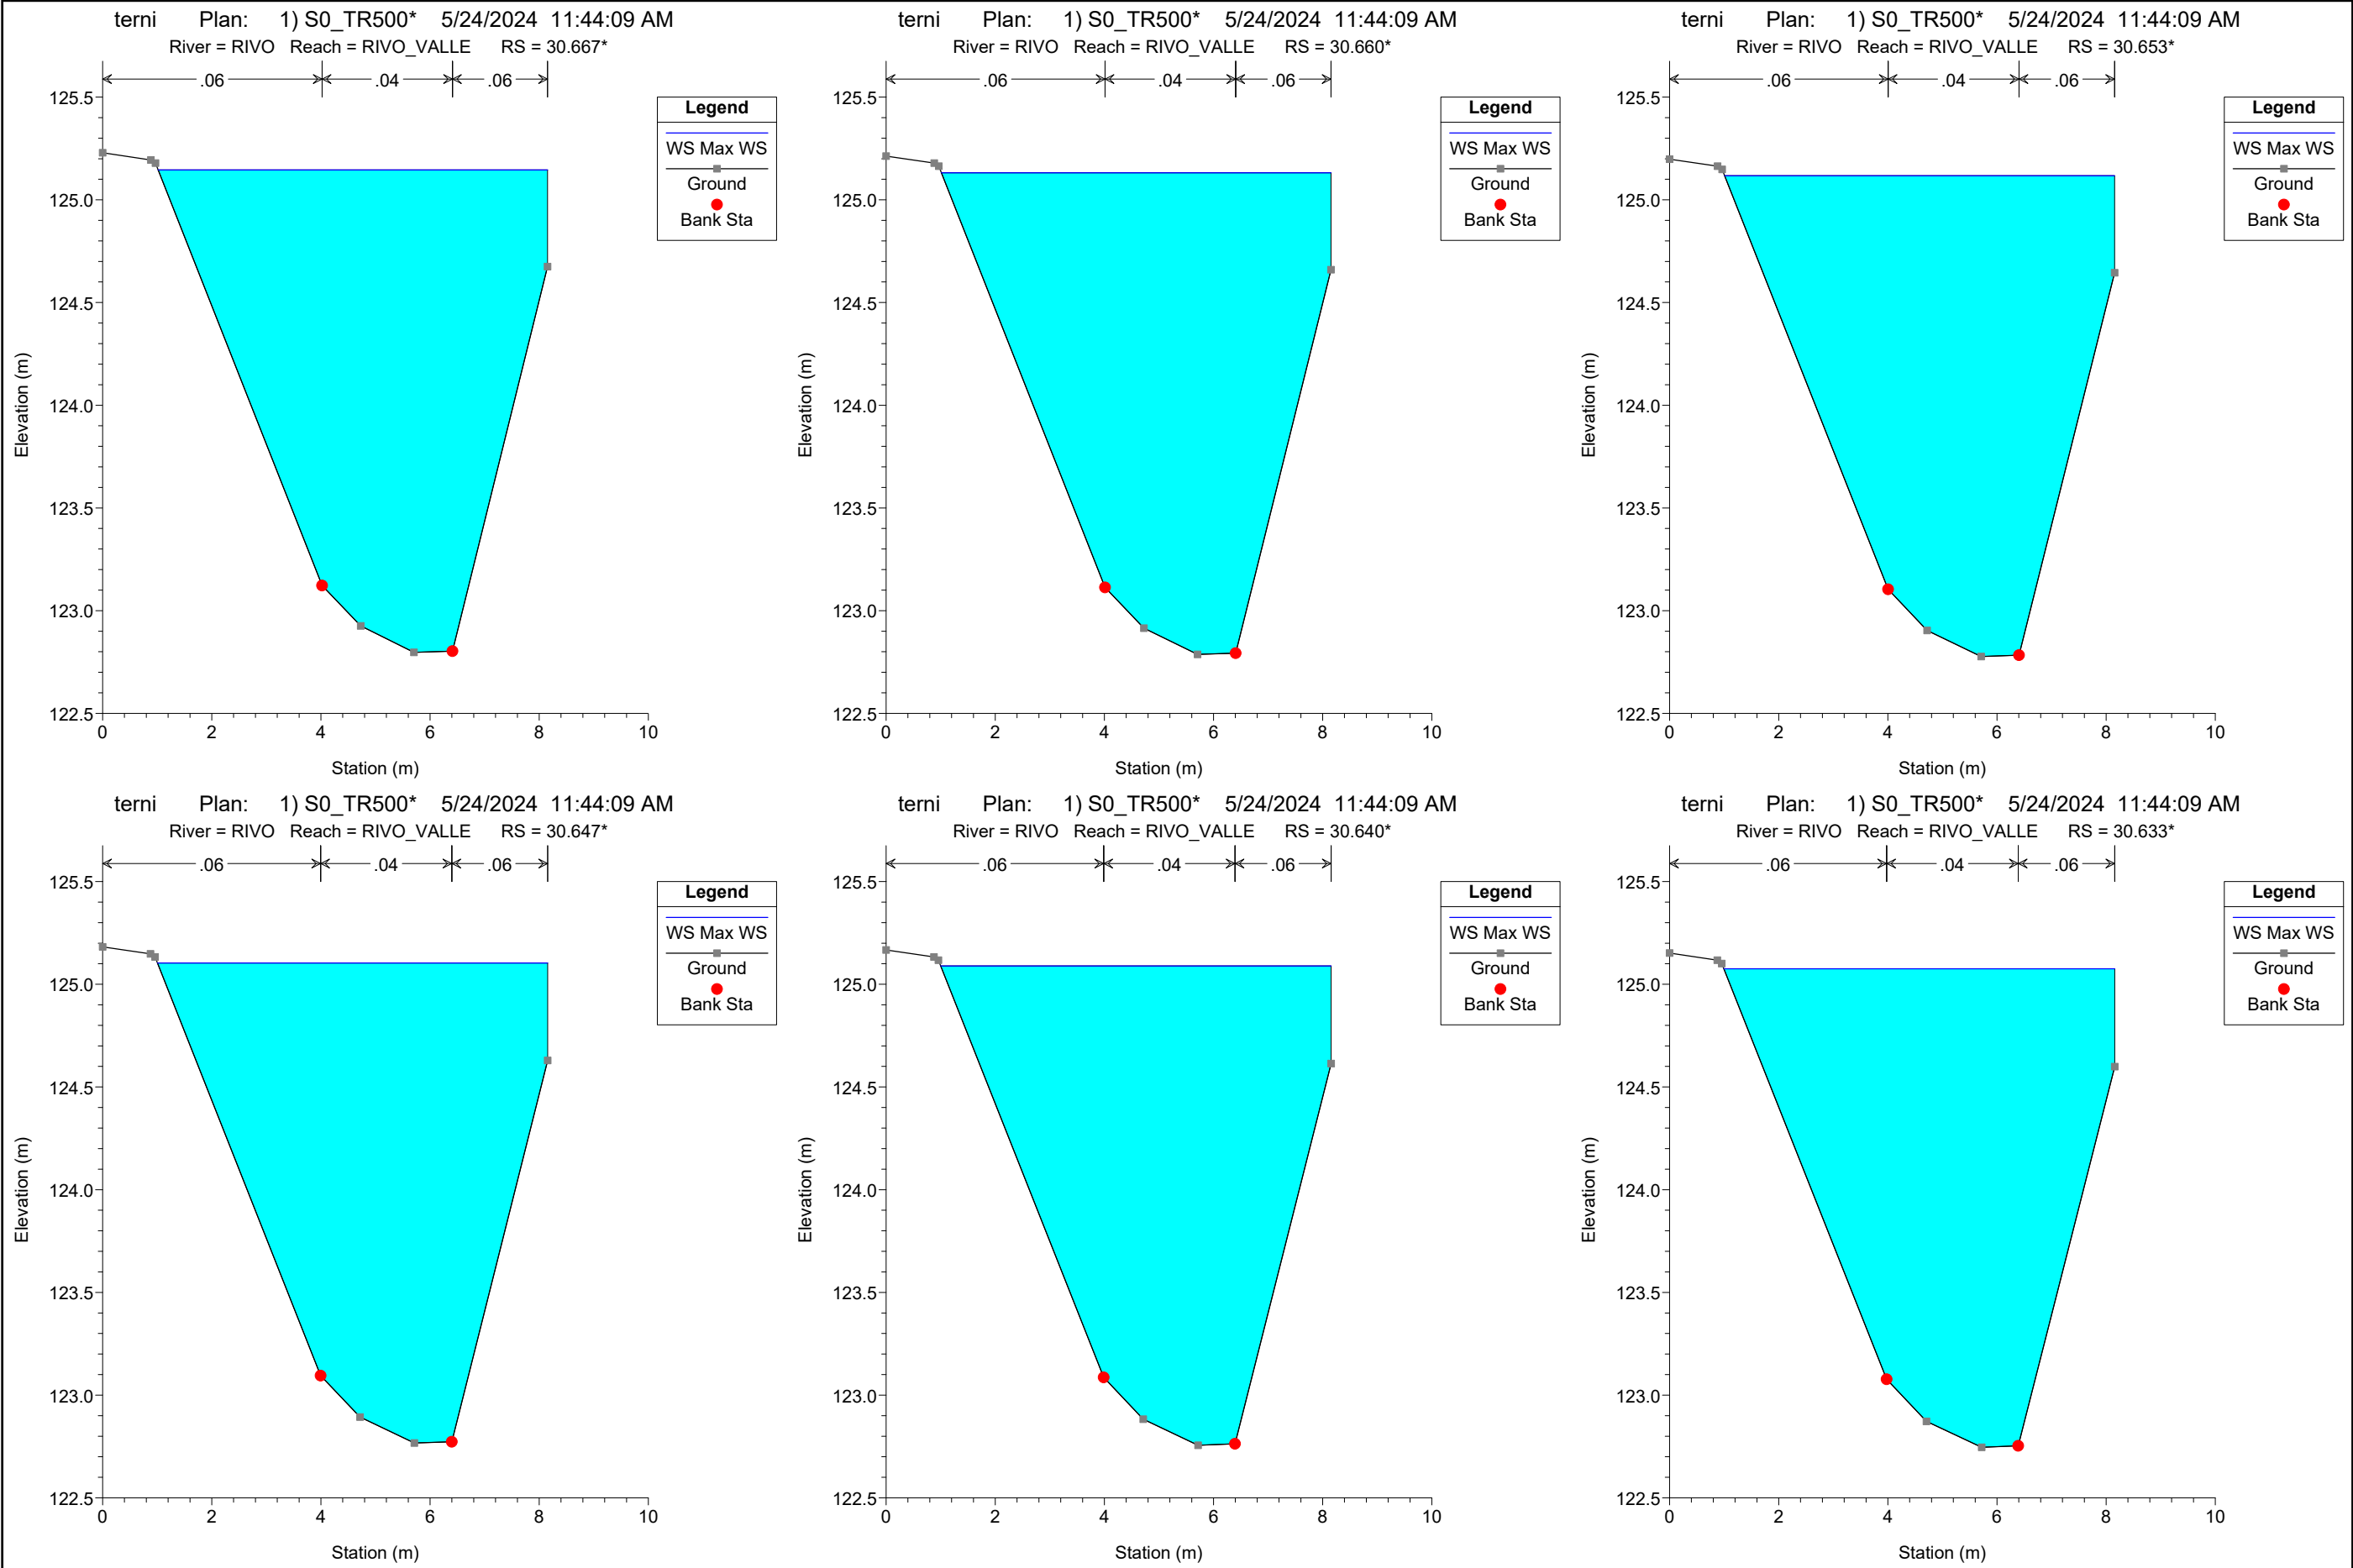 terni Plan: 1) S0_TR500* 5/24/2024 11:44:09 AM
River = RIVO Reach = RIVO_VALLE RS = 30.667*
.06 .04 .06
125.5
125.0
124.5
124.0
123.5
123.0
122.5
Elevation (m)
0 2 4 6 8 10
Station (m)
Legend
WS Max WS
Ground
Bank Sta
terni Plan: 1) S0_TR500* 5/24/2024 11:44:09 AM
River = RIVO Reach = RIVO_VALLE RS = 30.660*
.06 .04 .06
125.5
125.0
124.5
124.0
123.5
123.0
122.5
Elevation (m)
0 2 4 6 8 10
Station (m)
Legend
WS Max WS
Ground
Bank Sta
terni Plan: 1) S0_TR500* 5/24/2024 11:44:09 AM
River = RIVO Reach = RIVO_VALLE RS = 30.653*
.06 .04 .06
125.5
125.0
124.5
124.0
123.5
123.0
122.5
Elevation (m)
0 2 4 6 8 10
Station (m)
Legend
WS Max WS
Ground
Bank Sta
terni Plan: 1) S0_TR500* 5/24/2024 11:44:09 AM
River = RIVO Reach = RIVO_VALLE RS = 30.647*
.06 .04 .06
125.5
125.0
124.5
124.0
123.5
123.0
122.5
Elevation (m)
0 2 4 6 8 10
Station (m)
Legend
WS Max WS
Ground
Bank Sta
terni Plan: 1) S0_TR500* 5/24/2024 11:44:09 AM
River = RIVO Reach = RIVO_VALLE RS = 30.640*
.06 .04 .06
125.5
125.0
124.5
124.0
123.5
123.0
122.5
Elevation (m)
0 2 4 6 8 10
Station (m)
Legend
WS Max WS
Ground
Bank Sta
terni Plan: 1) S0_TR500* 5/24/2024 11:44:09 AM
River = RIVO Reach = RIVO_VALLE RS = 30.633*
.06 .04 .06
125.5
125.0
124.5
124.0
123.5
123.0
122.5
Elevation (m)
0 2 4 6 8 10
Station (m)
Legend
WS Max WS
Ground
Bank Sta